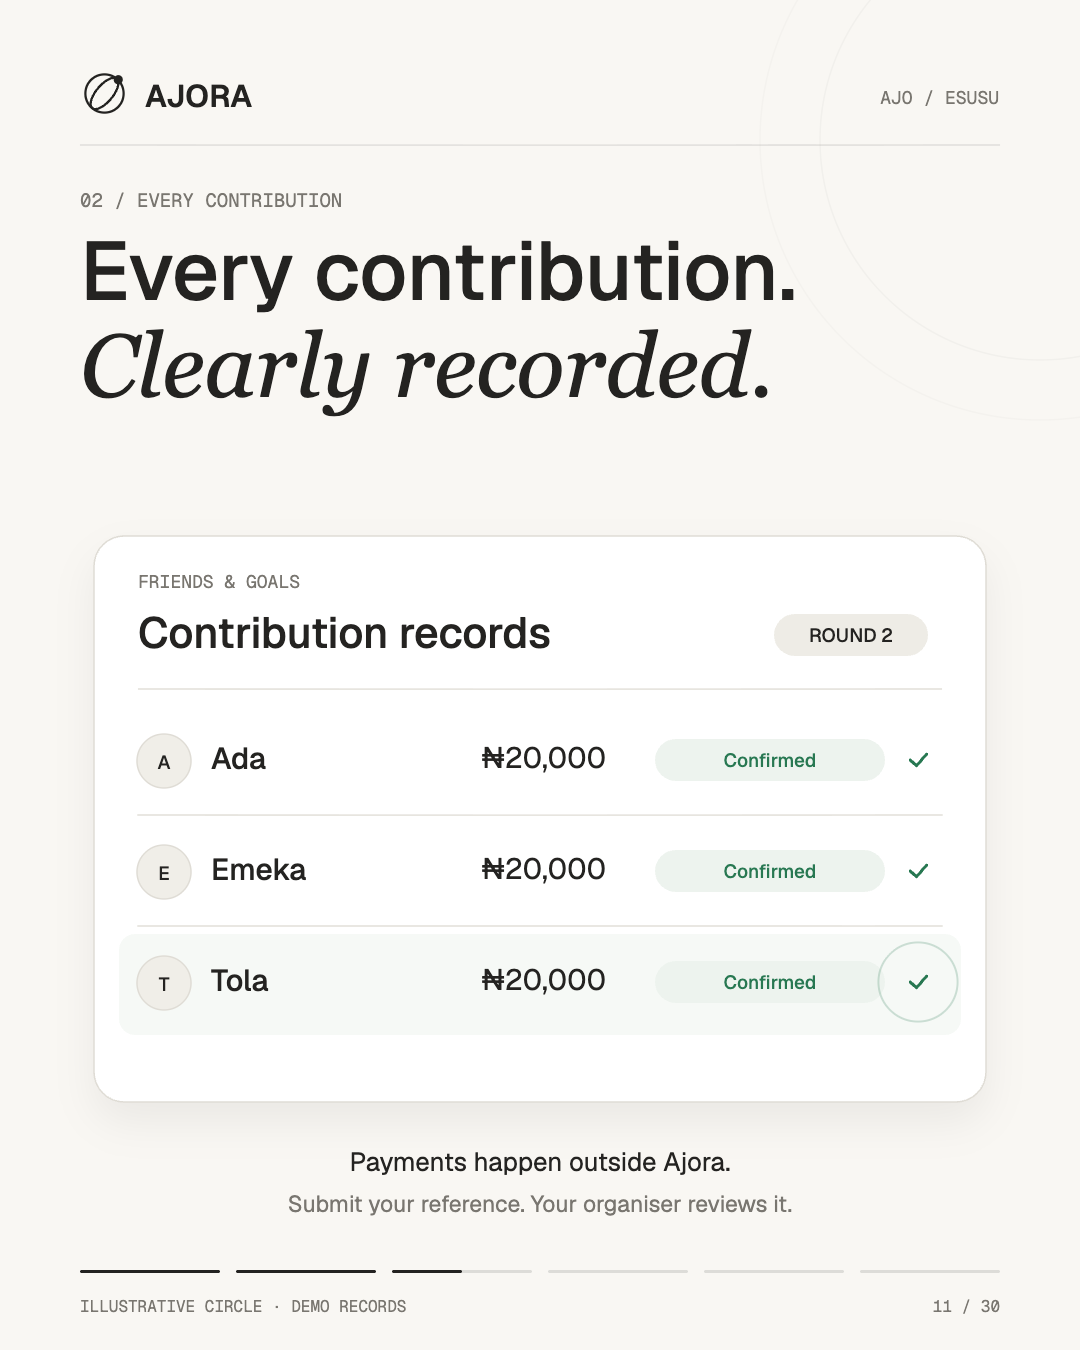 AJORA
AJO / ESUSU
02 / EVERY CONTRIBUTION
Every contribution.
Clearly recorded.
FRIENDS & GOALS
Contribution records
ROUND 2
A Ada ₦20,000 Confirmed ✓
E Emeka ₦20,000 Confirmed ✓
T Tola ₦20,000 Confirmed ✓
Payments happen outside Ajora.
Submit your reference. Your organiser reviews it.
ILLUSTRATIVE CIRCLE · DEMO RECORDS
11 / 30